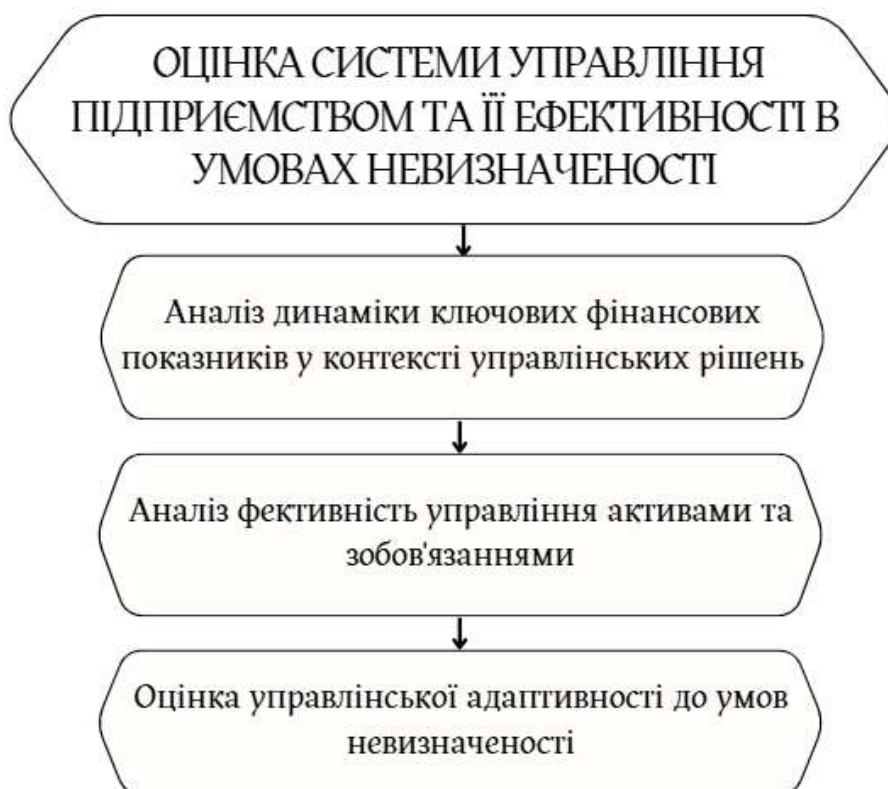 ОЦІНКА СИСТЕМИ УПРАВЛІННЯ
ПІДПРИЄМСТВОМ ТА ЇЇ ЕФЕКТИВНОСТІ В
УМОВАХ НЕВИЗНАЧЕНОСТІ
Аналіз динаміки ключових фінансових
показників у контексті управлінських рішень
Аналіз фективність управління активами та
зобов'язаннями
Оцінка управлінської адаптивності до умов
невизначеності